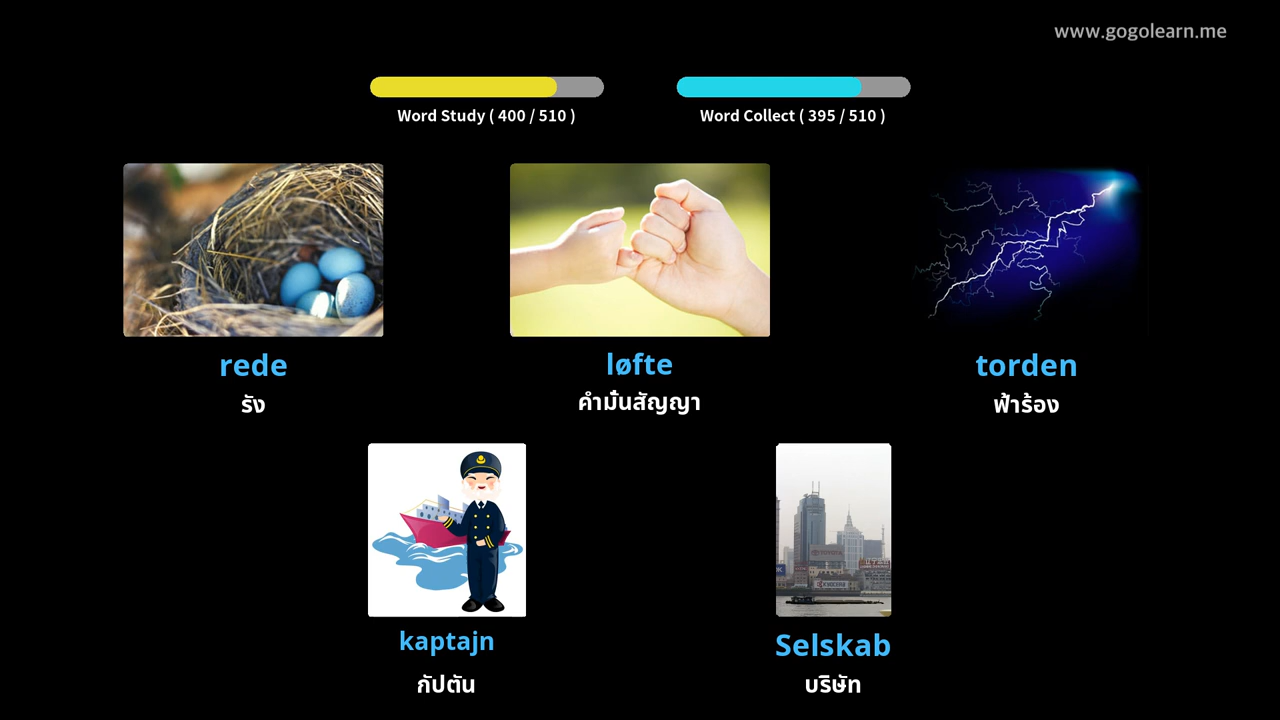 www.gogolearn.me
Word Study ( 400 / 510 )
Word Collect ( 395 / 510 )
rede
løfte
torden
รัง
คำมั่นสัญญา
ฟ้าร้อง
kaptajn
Selskab
กัปตัน
บริษัท